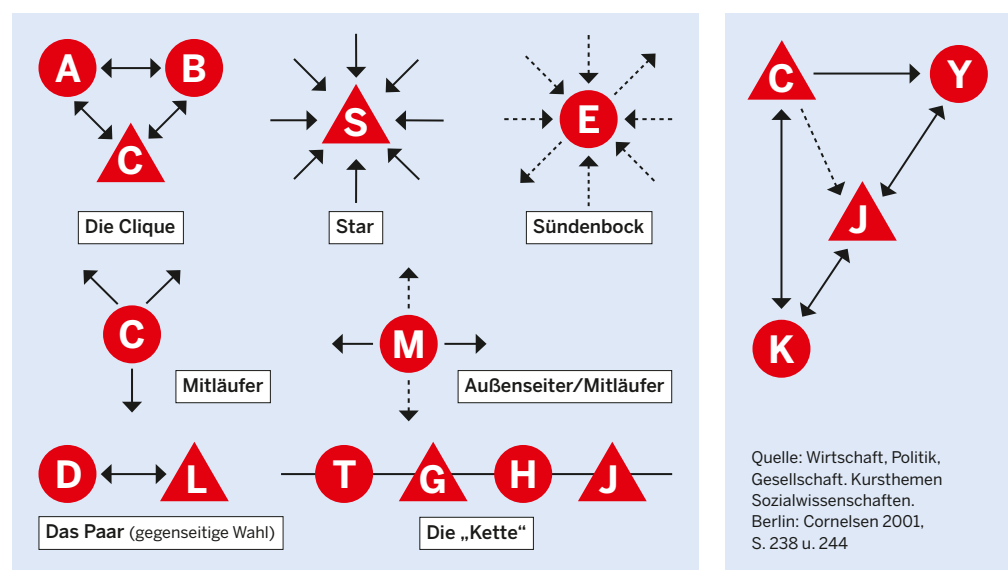 A B
C
Die Clique
S
Star
E
Sündenbock
C
Mitläufer
M
Außenseiter/Mitläufer
D L
Das Paar (gegenseitige Wahl)
T G H J
Die „Kette“
C Y
J
K
Quelle: Wirtschaft, Politik,
Gesellschaft. Kursthemen
Sozialwissenschaften.
Berlin: Cornelsen 2001,
S. 238 u. 244